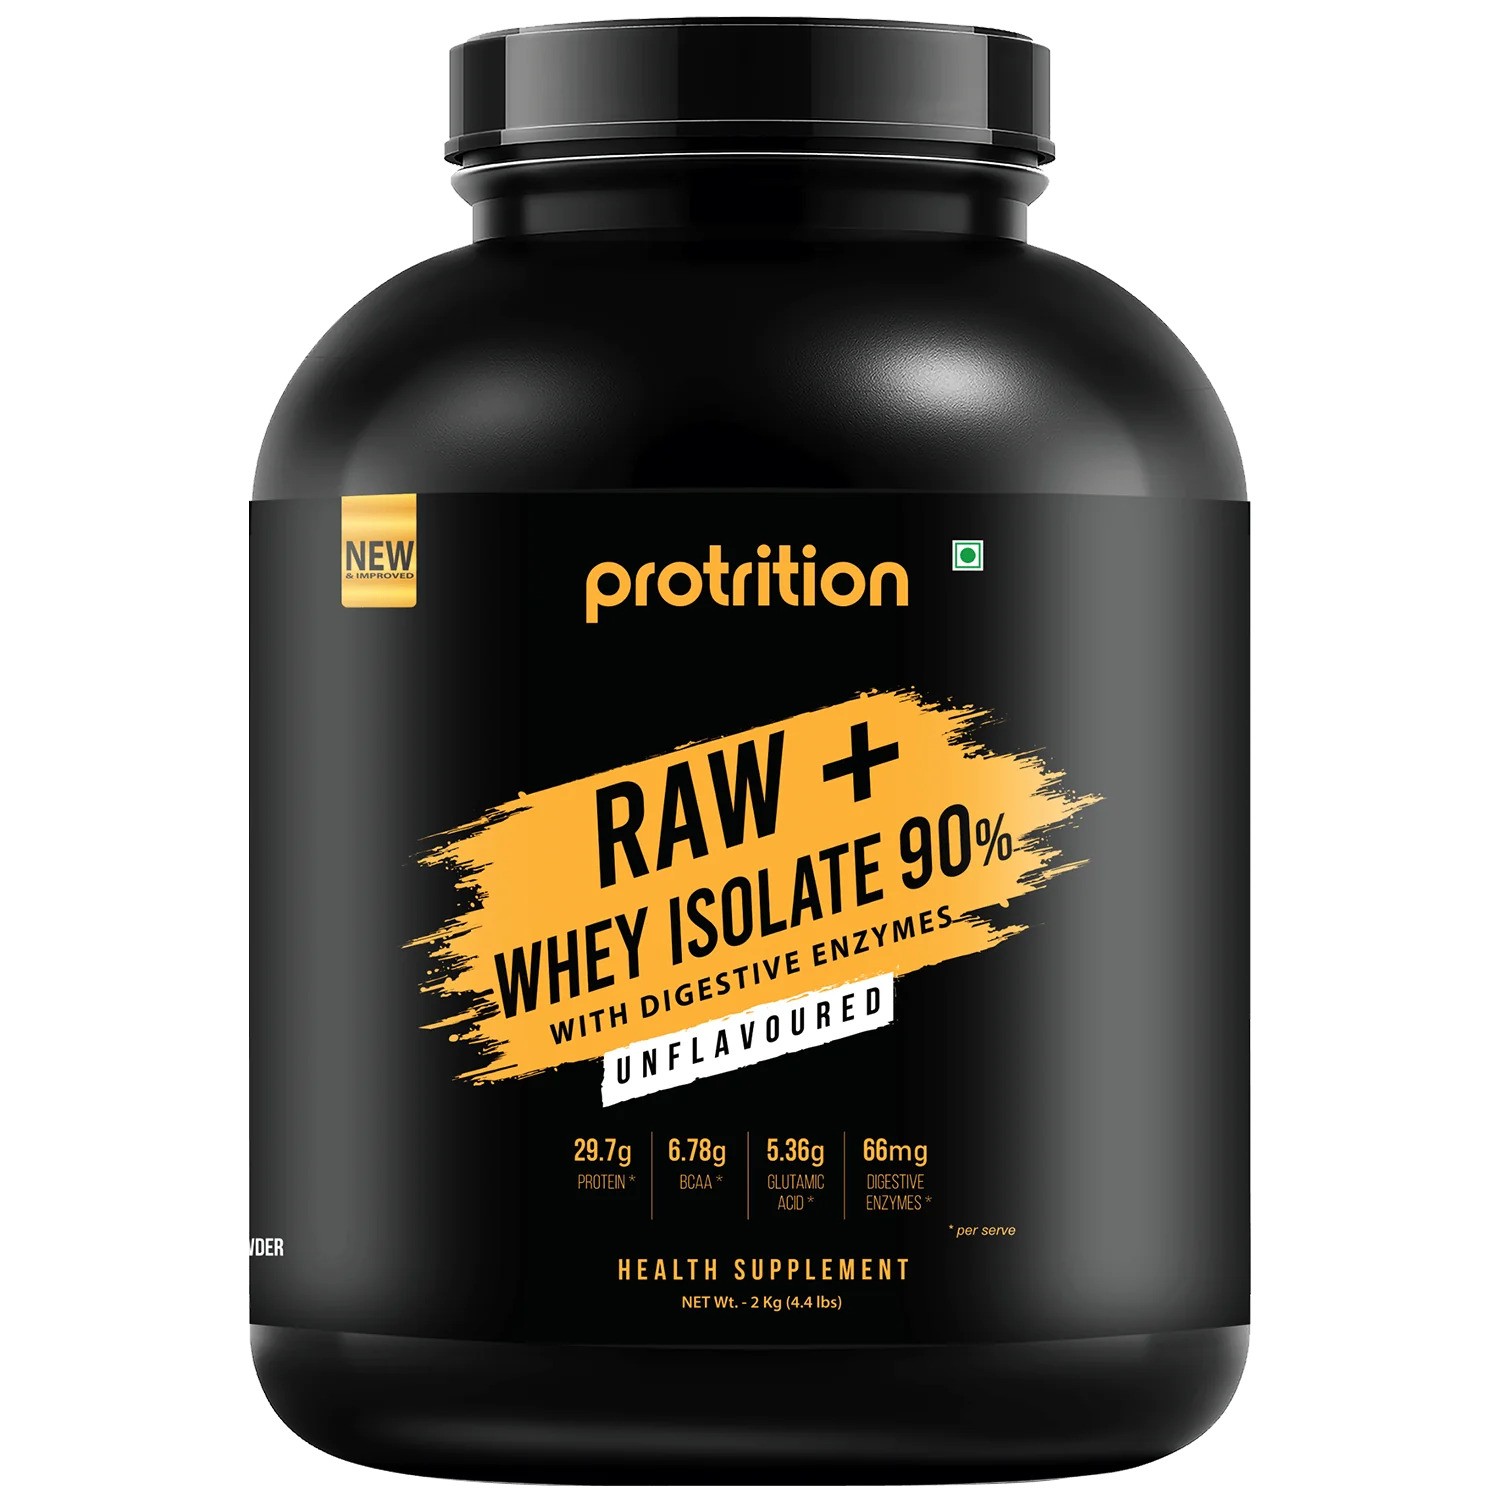 NEW
& IMPROVED
protrition
RAW +
WHEY ISOLATE 90%
WITH DIGESTIVE ENZYMES
UNFLAVOURED
29.7g
PROTEIN *
6.78g
BCAA *
5.36g
GLUTAMIC
ACID *
66mg
DIGESTIVE
ENZYMES *
* per serve
HEALTH SUPPLEMENT
NET Wt. - 2 Kg (4.4 lbs)